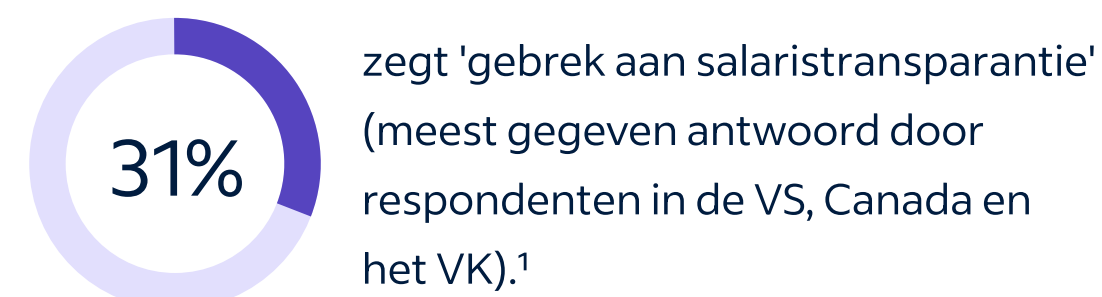 31%
zegt 'gebrek aan salaristransparantie'
(meest gegeven antwoord door
respondenten in de VS, Canada en
het VK).¹